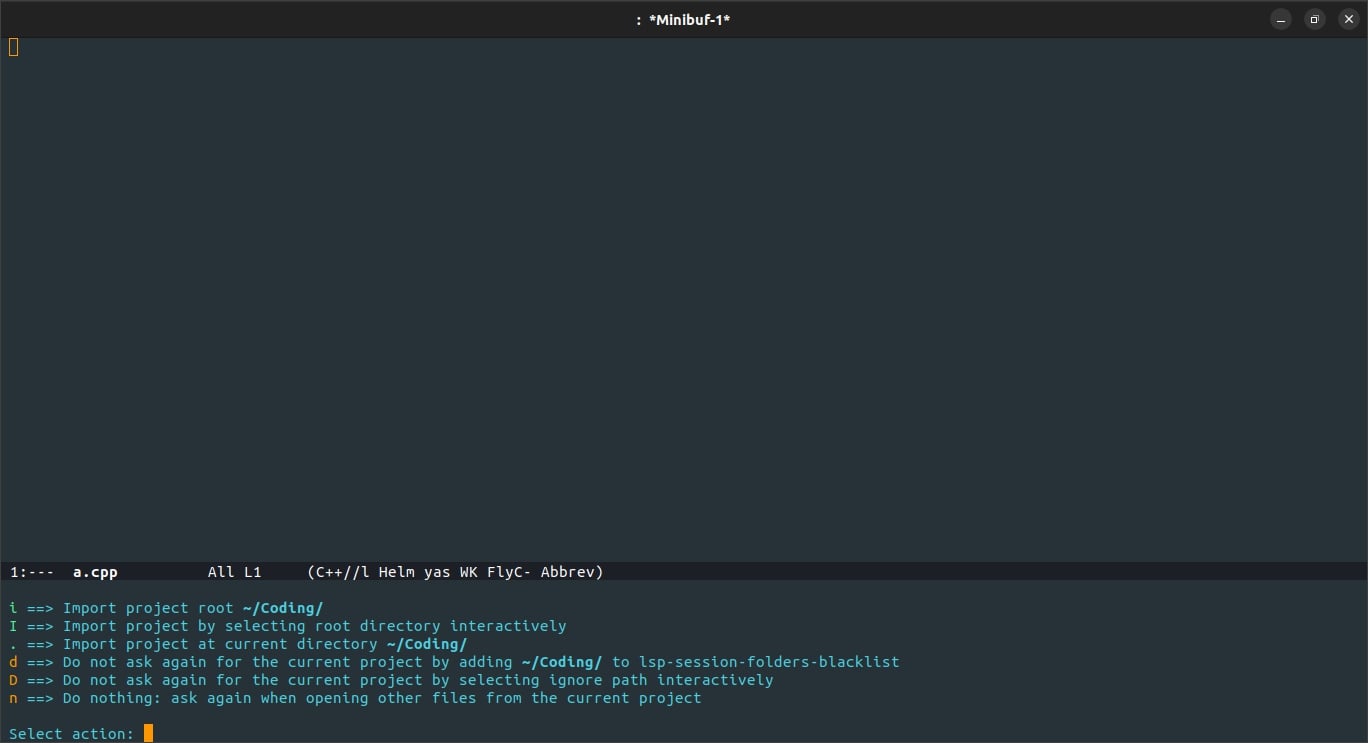 : *Minibuf-1*
1:---  a.cpp          All L1     (C++//l Helm yas WK FlyC- Abbrev)
i ==> Import project root ~/Coding/
I ==> Import project by selecting root directory interactively
. ==> Import project at current directory ~/Coding/
d ==> Do not ask again for the current project by adding ~/Coding/ to lsp-session-folders-blacklist
D ==> Do not ask again for the current project by selecting ignore path interactively
n ==> Do nothing: ask again when opening other files from the current project
Select action: